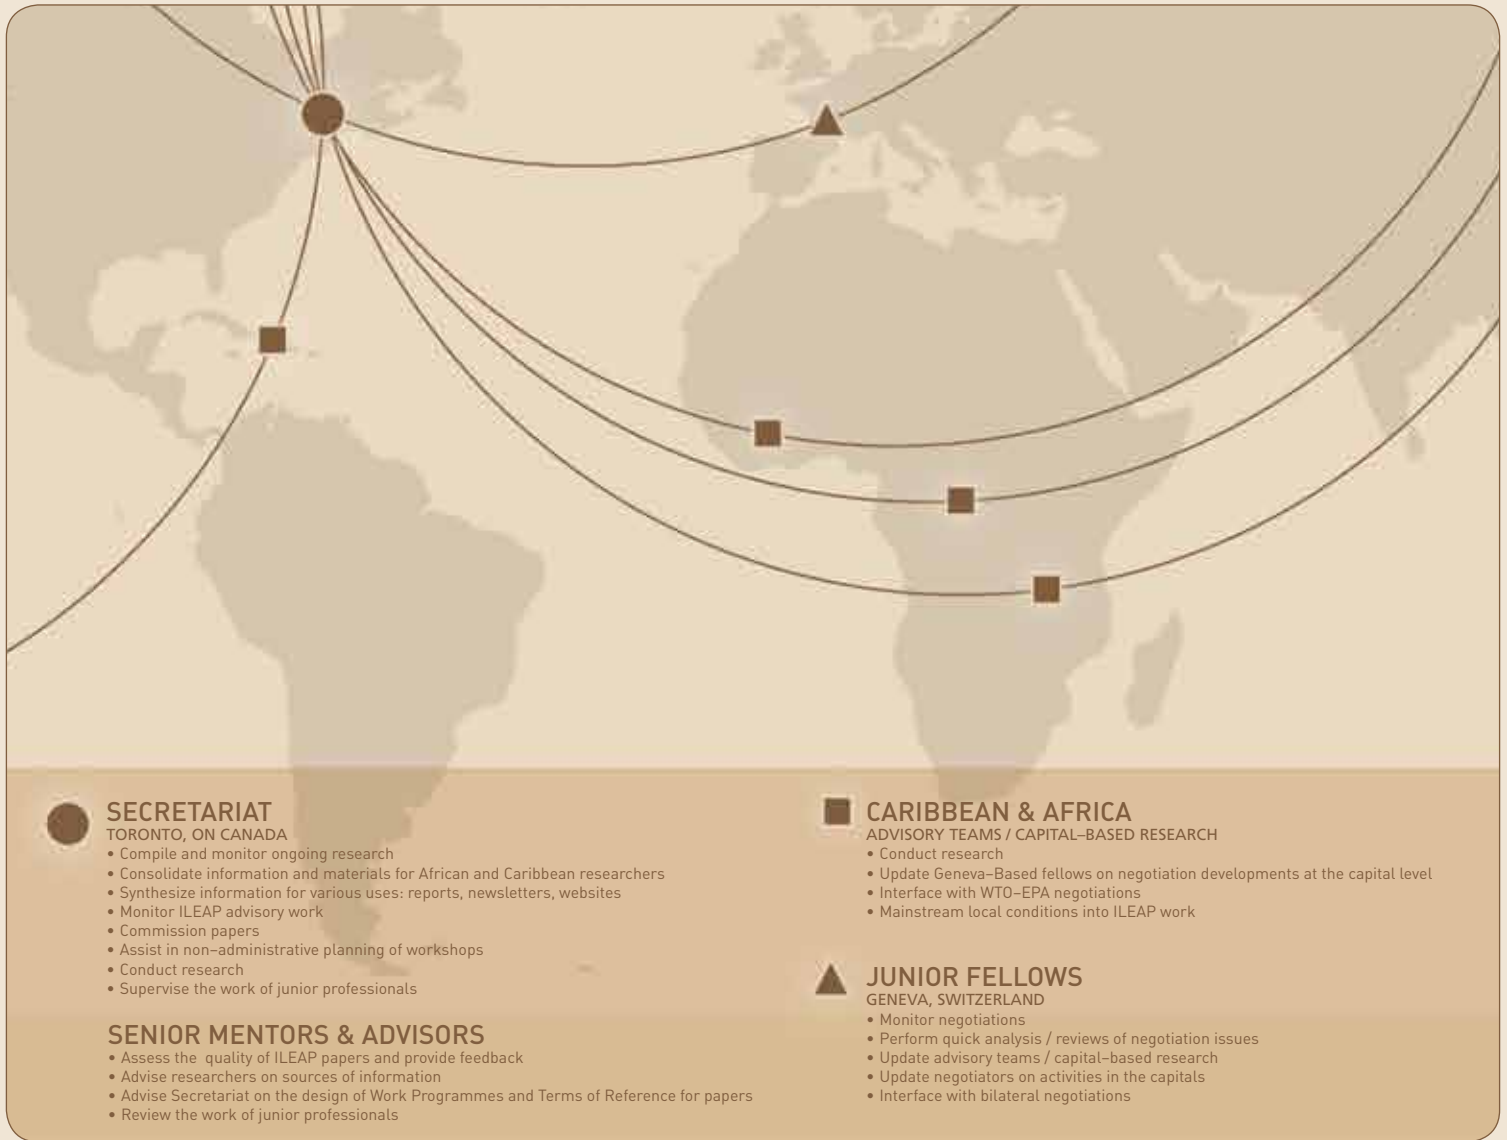 SECRETARIAT
TORONTO, ON CANADA
• Compile and monitor ongoing research
• Consolidate information and materials for African and Caribbean researchers
• Synthesize information for various uses: reports, newsletters, websites
• Monitor ILEAP advisory work
• Commission papers
• Assist in non–administrative planning of workshops
• Conduct research
• Supervise the work of junior professionals
SENIOR MENTORS & ADVISORS
• Assess the quality of ILEAP papers and provide feedback
• Advise researchers on sources of information
• Advise Secretariat on the design of Work Programmes and Terms of Reference for papers
• Review the work of junior professionals
CARIBBEAN & AFRICA
ADVISORY TEAMS / CAPITAL–BASED RESEARCH
• Conduct research
• Update Geneva–Based fellows on negotiation developments at the capital level
• Interface with WTO–EPA negotiations
• Mainstream local conditions into ILEAP work
JUNIOR FELLOWS
GENEVA, SWITZERLAND
• Monitor negotiations
• Perform quick analysis / reviews of negotiation issues
• Update advisory teams / capital–based research
• Update negotiators on activities in the capitals
• Interface with bilateral negotiations